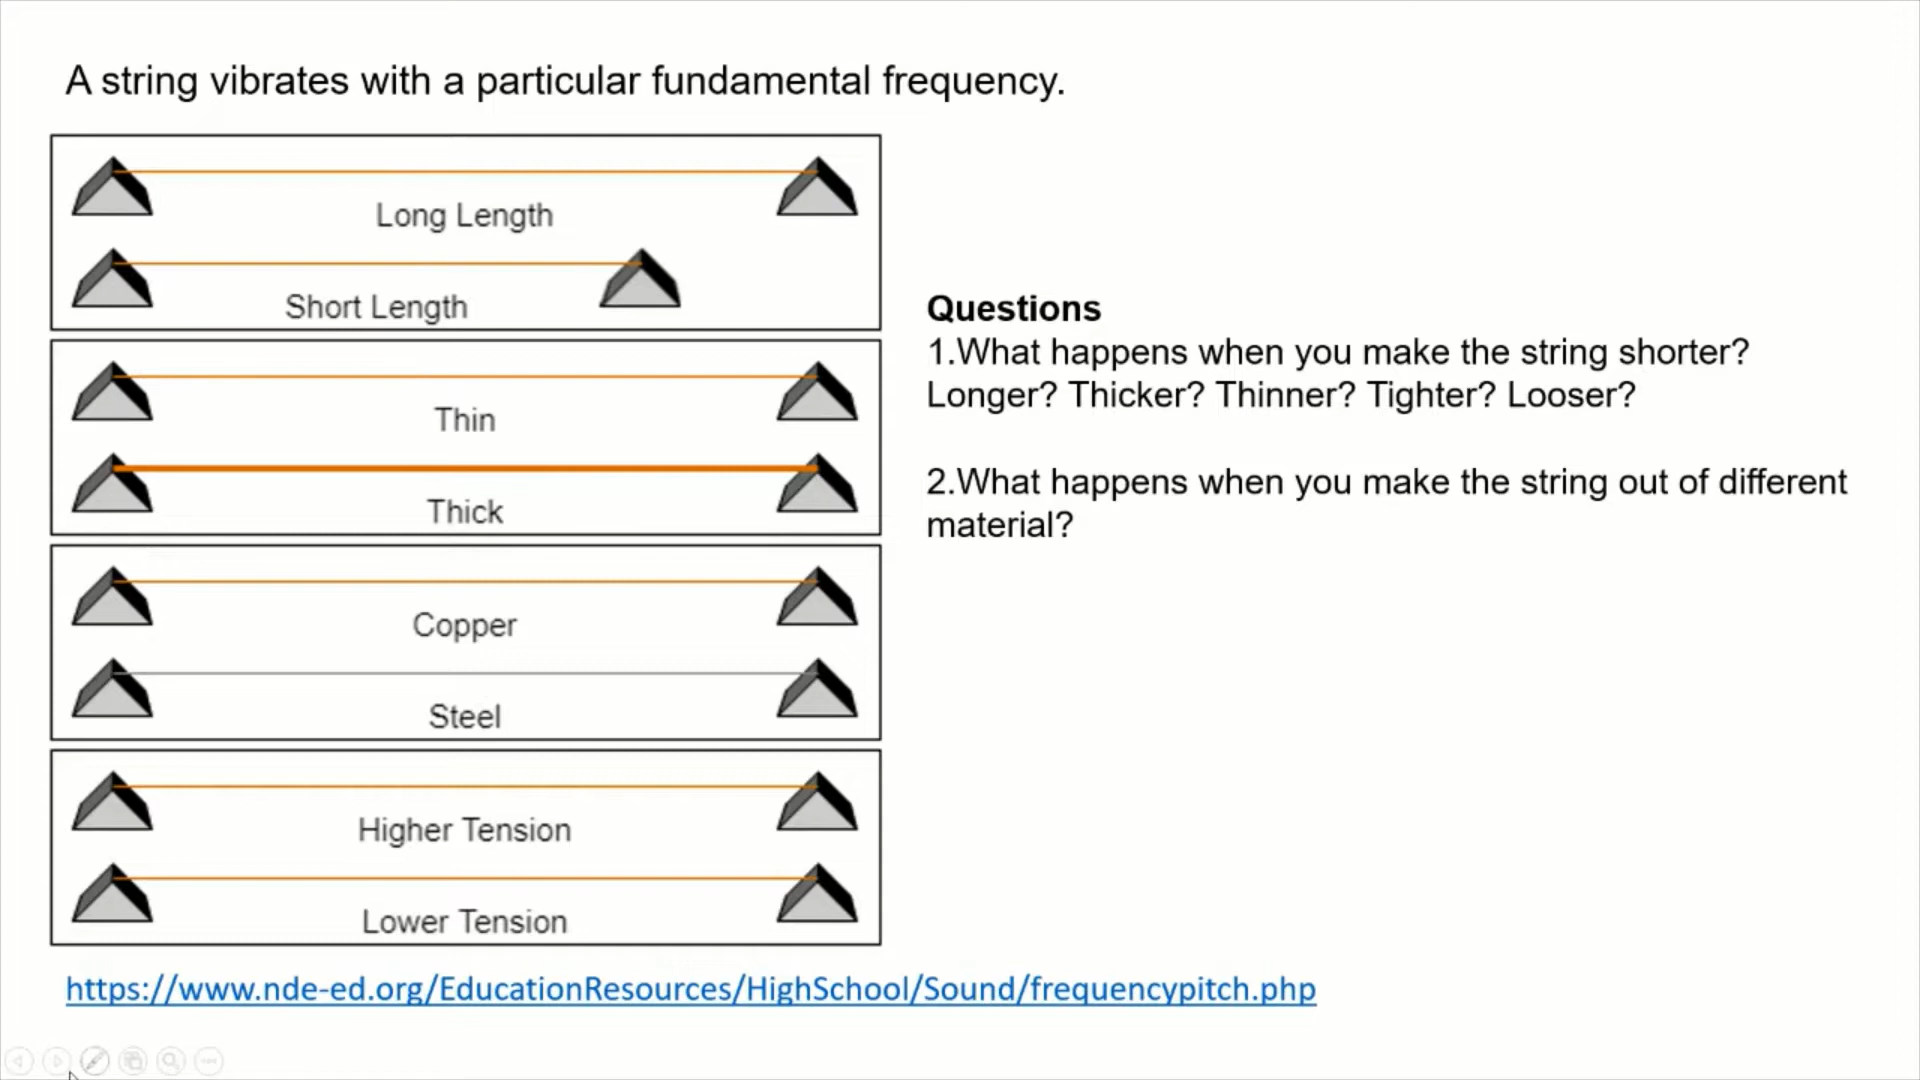 A string vibrates with a particular fundamental frequency.
Long Length
Short Length
Thin
Thick
Copper
Steel
Higher Tension
Lower Tension
Questions
1.What happens when you make the string shorter?
Longer? Thicker? Thinner? Tighter? Looser?
2.What happens when you make the string out of different
material?
https://www.nde-ed.org/EducationResources/HighSchool/Sound/frequencypitch.php